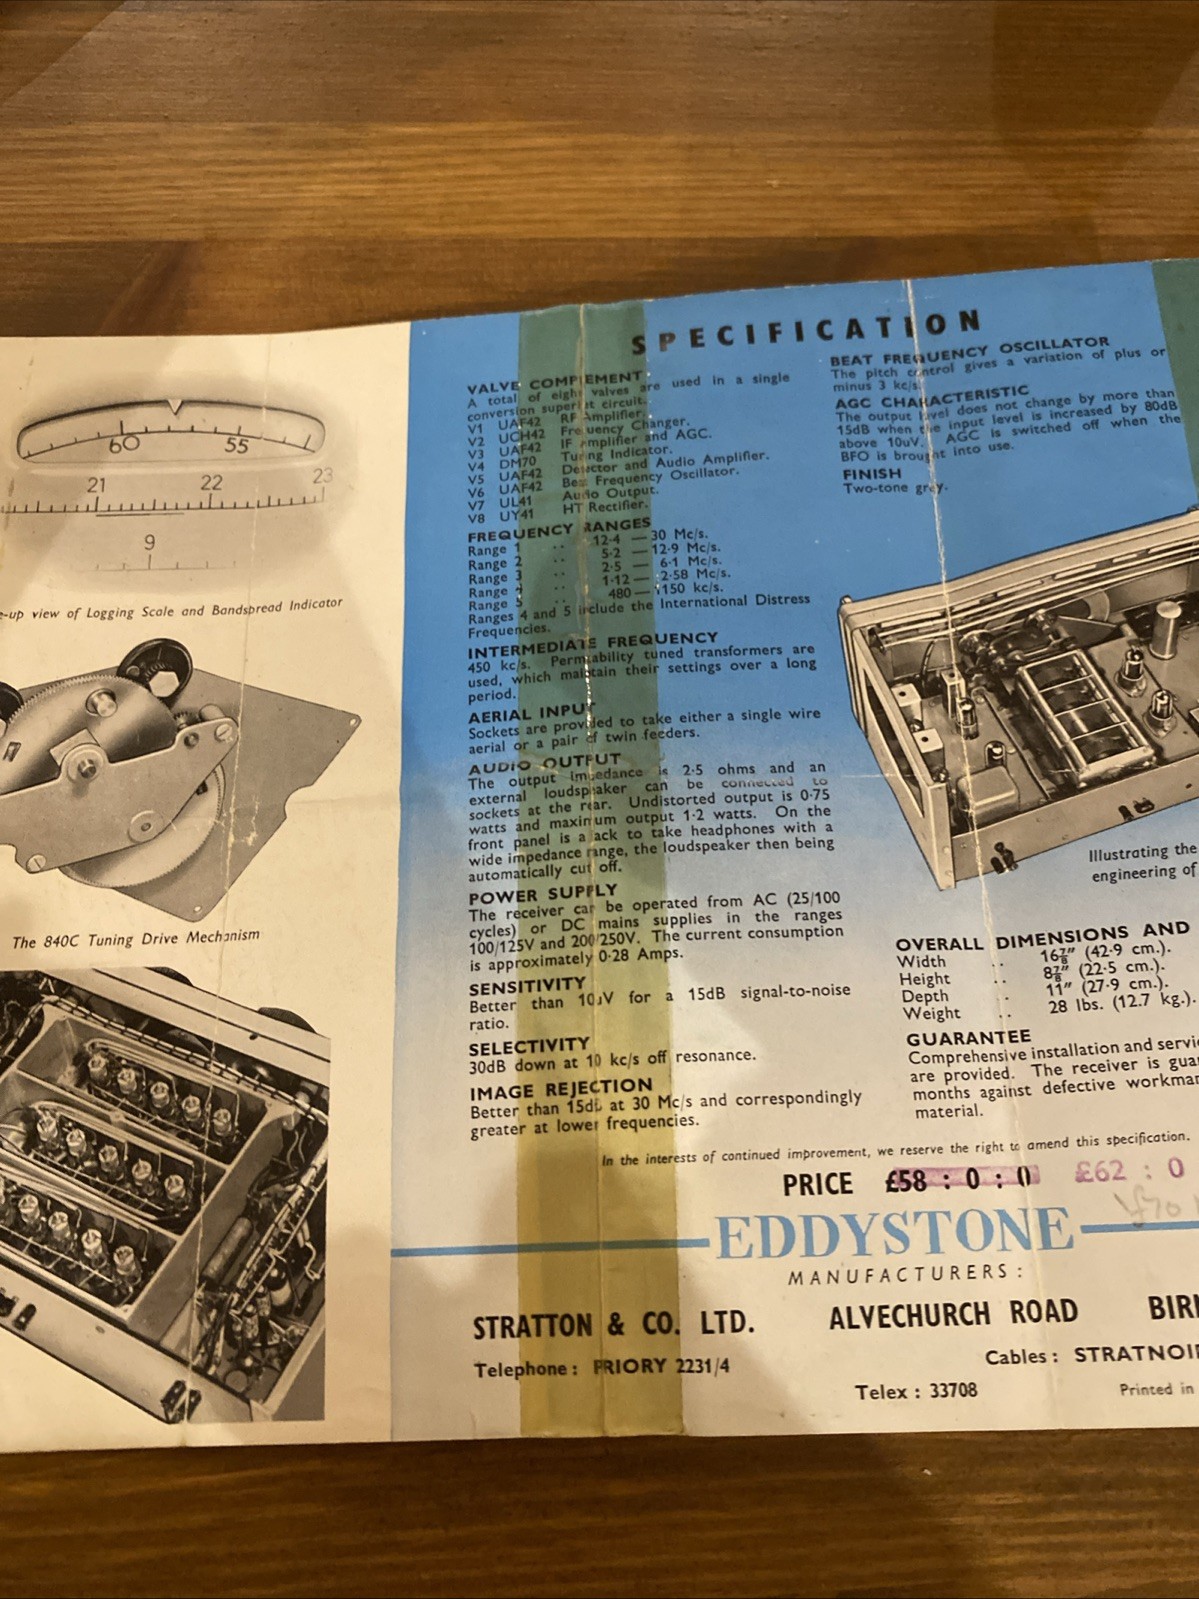 60 55
21 22 23
9
-up view of Logging Scale and Bandspread Indicator
The 840C Tuning Drive Mechanism
SPECIFICATION
VALVE COMPLEMENT
A total of eight valves are used in a single
conversion superhet circuit.
V1 UAF42 RF Amplifier.
V2 UCH42 Frequency Changer.
V3 UAF42 IF Amplifier and AGC.
V4 DM70 Tuning Indicator.
V5 UAF42 Detector and Audio Amplifier.
V6 UAF42 Beat Frequency Oscillator.
V7 UL41 Audio Output.
V8 UY41 HT Rectifier.
FREQUENCY RANGES
Range 1 .. 12·4 — 30 Mc/s.
Range 2 .. 5·2 — 12·9 Mc/s.
Range 3 .. 2·5 — 6·1 Mc/s.
Range 4 .. 1·12 — 2·58 Mc/s.
Range 5 .. 480 — 1150 kc/s.
Ranges 4 and 5 include the International Distress
Frequencies.
INTERMEDIATE FREQUENCY
450 kc/s. Permeability tuned transformers are
used, which maintain their settings over a long
period.
AERIAL INPUT
Sockets are provided to take either a single wire
aerial or a pair of twin feeders.
AUDIO OUTPUT
The output impedance is 2·5 ohms and an
external loudspeaker can be connected to
sockets at the rear. Undistorted output is 0·75
watts and maximum output 1·2 watts. On the
front panel is a jack to take headphones with a
wide impedance range, the loudspeaker then being
automatically cut off.
POWER SUPPLY
The receiver can be operated from AC (25/100
cycles) or DC mains supplies in the ranges
100/125V and 200/250V. The current consumption
is approximately 0·28 Amps.
SENSITIVITY
Better than 10uV for a 15dB signal-to-noise
ratio.
SELECTIVITY
30dB down at 10 kc/s off resonance.
IMAGE REJECTION
Better than 15db at 30 Mc/s and correspondingly
greater at lower frequencies.
BEAT FREQUENCY OSCILLATOR
The pitch control gives a variation of plus or
minus 3 kc/s.
AGC CHARACTERISTIC
The output level does not change by more than
15dB when the input level is increased by 80dB
above 10uV. AGC is switched off when the
BFO is brought into use.
FINISH
Two-tone grey.
Illustrating the
engineering of
OVERALL DIMENSIONS AND
Width .. 16⅞" (42·9 cm.).
Height .. 8⅞" (22·5 cm.).
Depth .. 11" (27·9 cm.).
Weight .. 28 lbs. (12.7 kg.).
GUARANTEE
Comprehensive installation and servi
are provided. The receiver is gua
months against defective workman
material.
In the interests of continued improvement, we reserve the right to amend this specification.
PRICE £58 : 0 : 0 £62 : 0
£70
EDDYSTONE
MANUFACTURERS:
STRATTON & CO. LTD. ALVECHURCH ROAD BIR
Telephone: PRIORY 2231/4 Cables: STRATNOI
Telex : 33708 Printed in